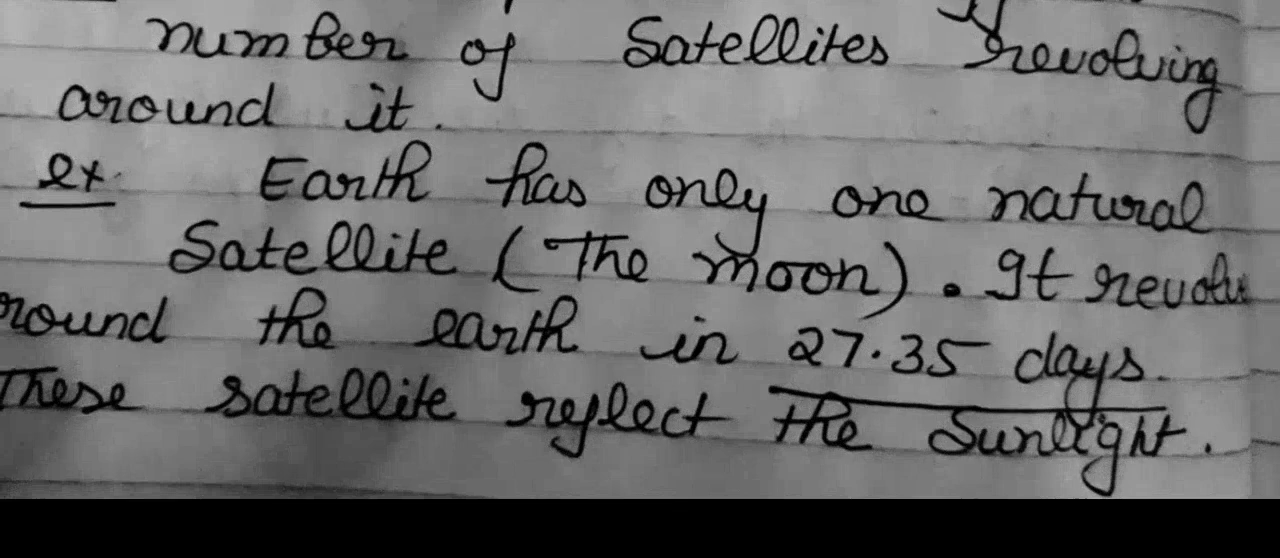 number of Satellites revolving
around it.
ex. Earth has only one natural
Satellite (The moon). It revolv
round the earth in 27.35 days.
These satellite reflect the Sunlight.